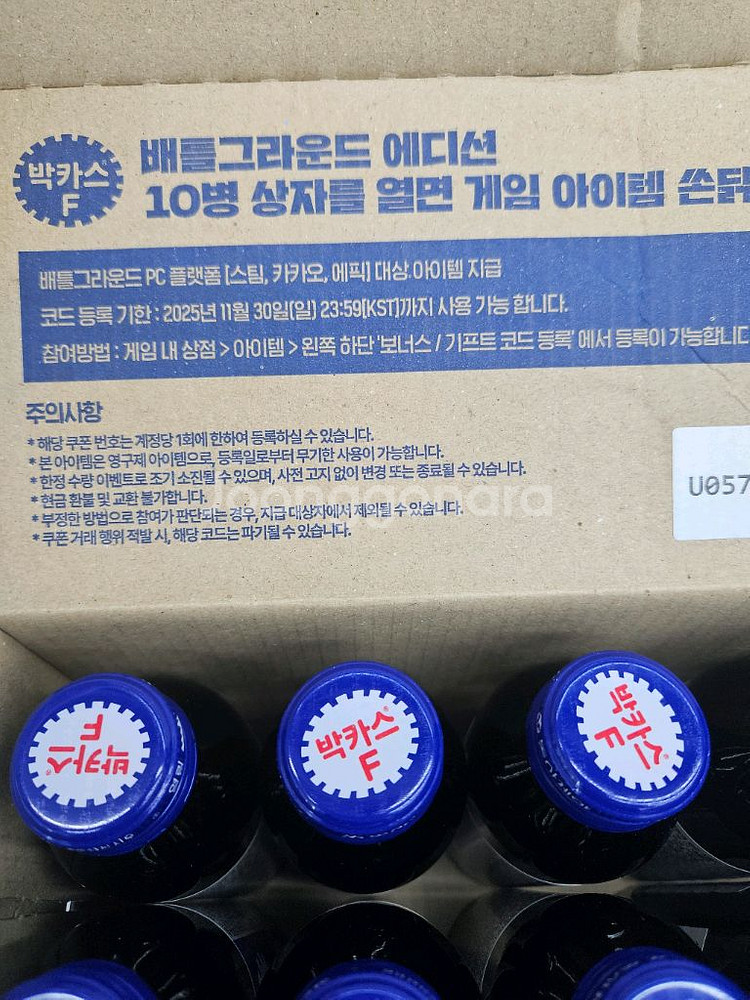 박카스
F
배틀그라운드 에디션
10병 상자를 열면 게임 아이템 쏟
배틀그라운드 PC 플랫폼 [스팀, 카카오, 에픽] 대상 아이템 지급
코드 등록 기한 : 2025년 11월 30일(일) 23:59[KST]까지 사용 가능 합니다.
참여방법 : 게임 내 상점 > 아이템 > 왼쪽 하단 '보너스 / 기프트 코드 등록' 에서 등록이 가능합니다
주의사항
* 해당 쿠폰 번호는 계정당 1회에 한하여 등록하실 수 있습니다.
* 본 아이템은 영구제 아이템으로, 등록일로부터 무기한 사용이 가능합니다.
* 한정 수량 이벤트로 조기 소진될 수 있으며, 사전 고지 없이 변경 또는 종료될 수 있습니다.
* 현금 환불 및 교환 불가합니다.
* 부정한 방법으로 참여가 판단되는 경우, 지급 대상자에서 제외될 수 있습니다.
* 쿠폰 거래 행위 적발 시, 해당 코드는 파기될 수 있습니다.
U057
Joonggonara
박카스
F
박카스
F
박카스
F